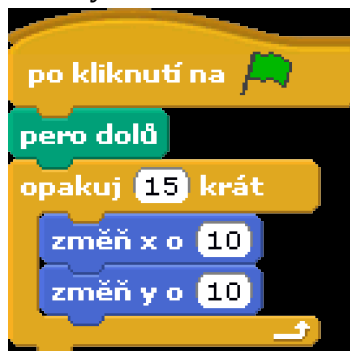 po kliknutí na
pero dolů
opakuj 15 krát
změň x o 10
změň y o 10